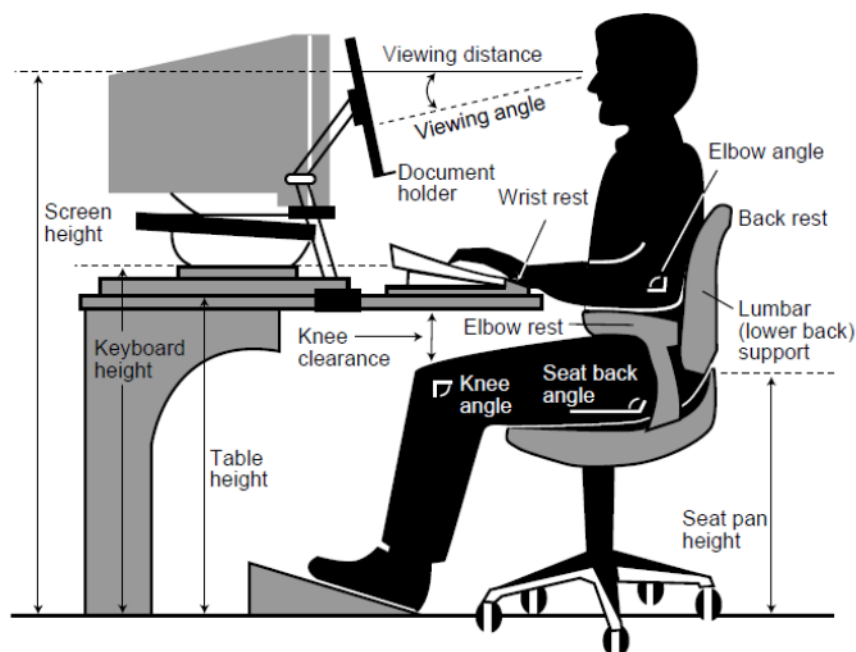 Viewing distance
Viewing angle
Document
holder
Wrist rest
Elbow angle
Back rest
Screen
height
Lumbar
(lower back)
support
Elbow rest
Knee
clearance
Keyboard
height
Knee
angle
Seat back
angle
Table
height
Seat pan
height